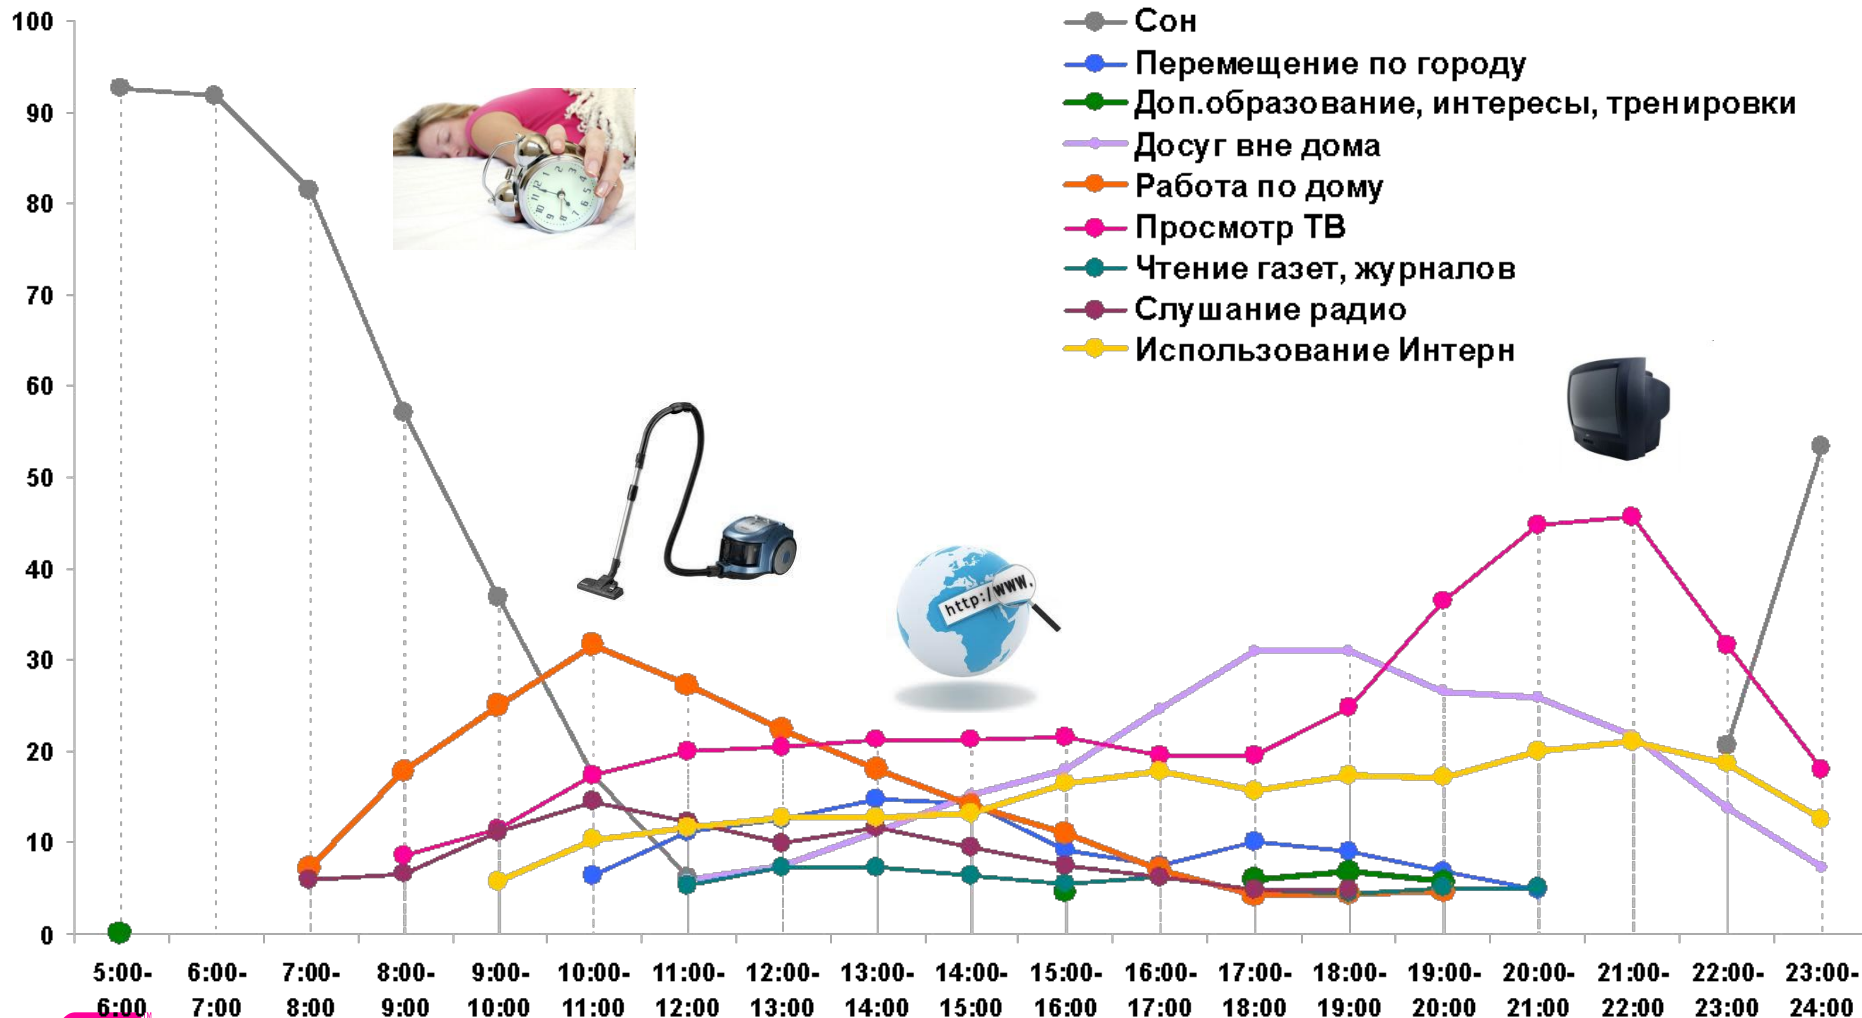 100
90
80
70
60
50
40
30
20
10
0
Сон
Перемещение по городу
Доп.образование, интересы, тренировки
Досуг вне дома
Работа по дому
Просмотр ТВ
Чтение газет, журналов
Слушание радио
Использование Интерн
http:/www.
5:00- 6:00- 7:00- 8:00- 9:00- 10:00- 11:00- 12:00- 13:00- 14:00- 15:00- 16:00- 17:00- 18:00- 19:00- 20:00- 21:00- 22:00- 23:00-
6:00 7:00 8:00 9:00 10:00 11:00 12:00 13:00 14:00 15:00 16:00 17:00 18:00 19:00 20:00 21:00 22:00 23:00 24:00